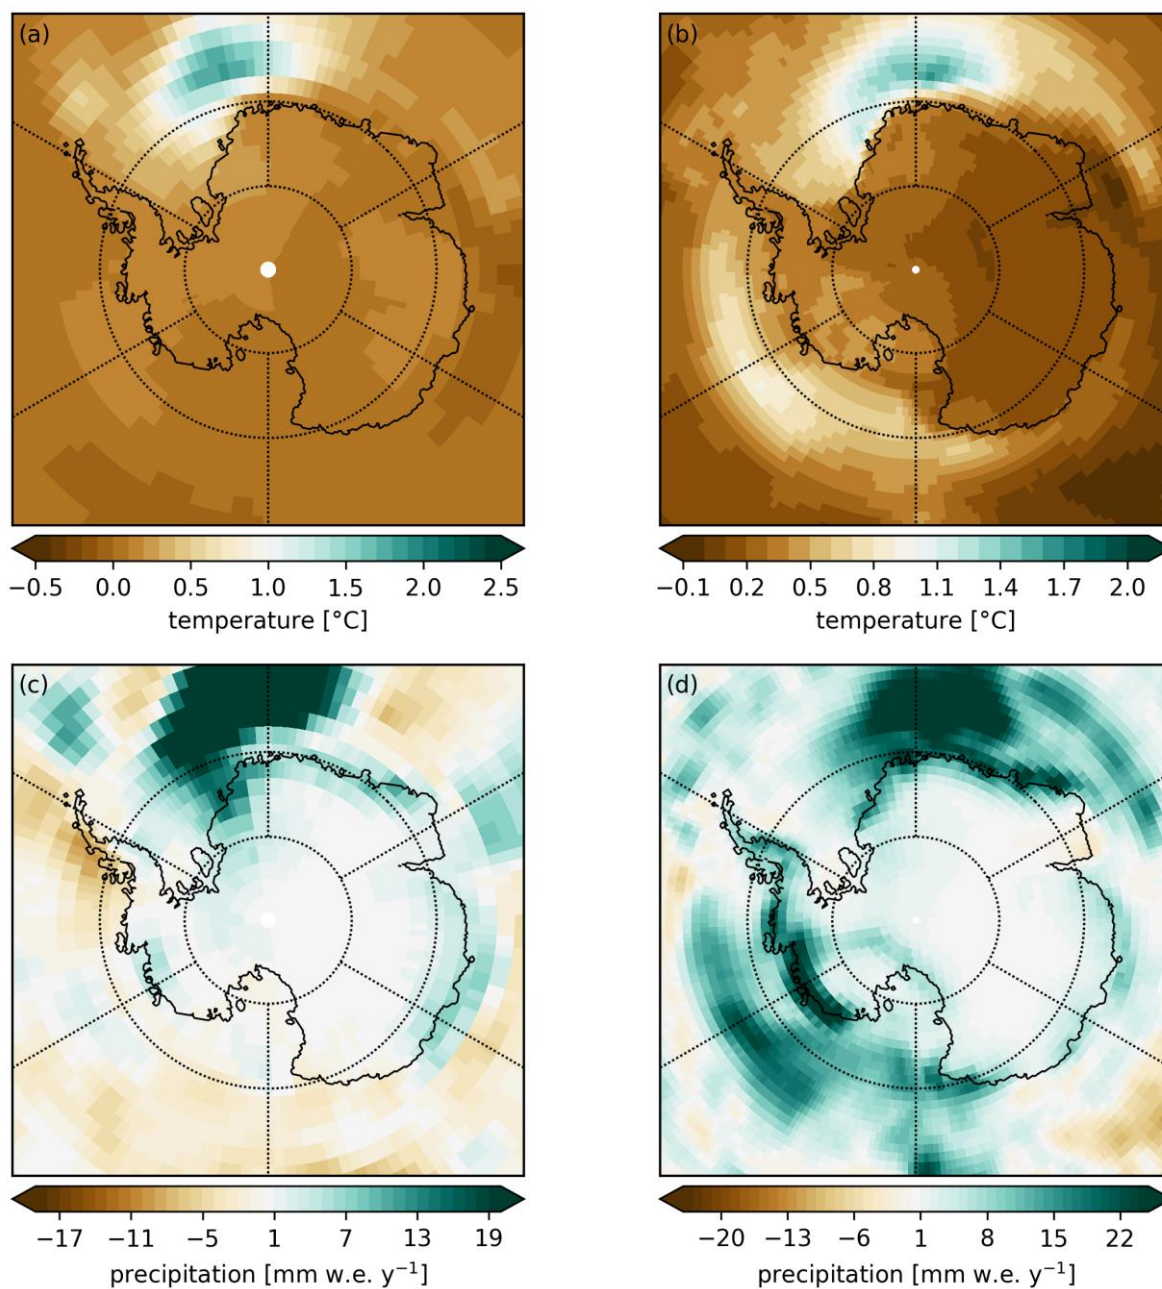 (a)
(b)
−0.5 0.0 0.5 1.0 1.5 2.0 2.5
temperature [°C]
−0.1 0.2 0.5 0.8 1.1 1.4 1.7 2.0
temperature [°C]
(c)
(d)
−17 −11 −5 1 7 13 19
precipitation [mm w.e. y⁻¹]
−20 −13 −6 1 8 15 22
precipitation [mm w.e. y⁻¹]